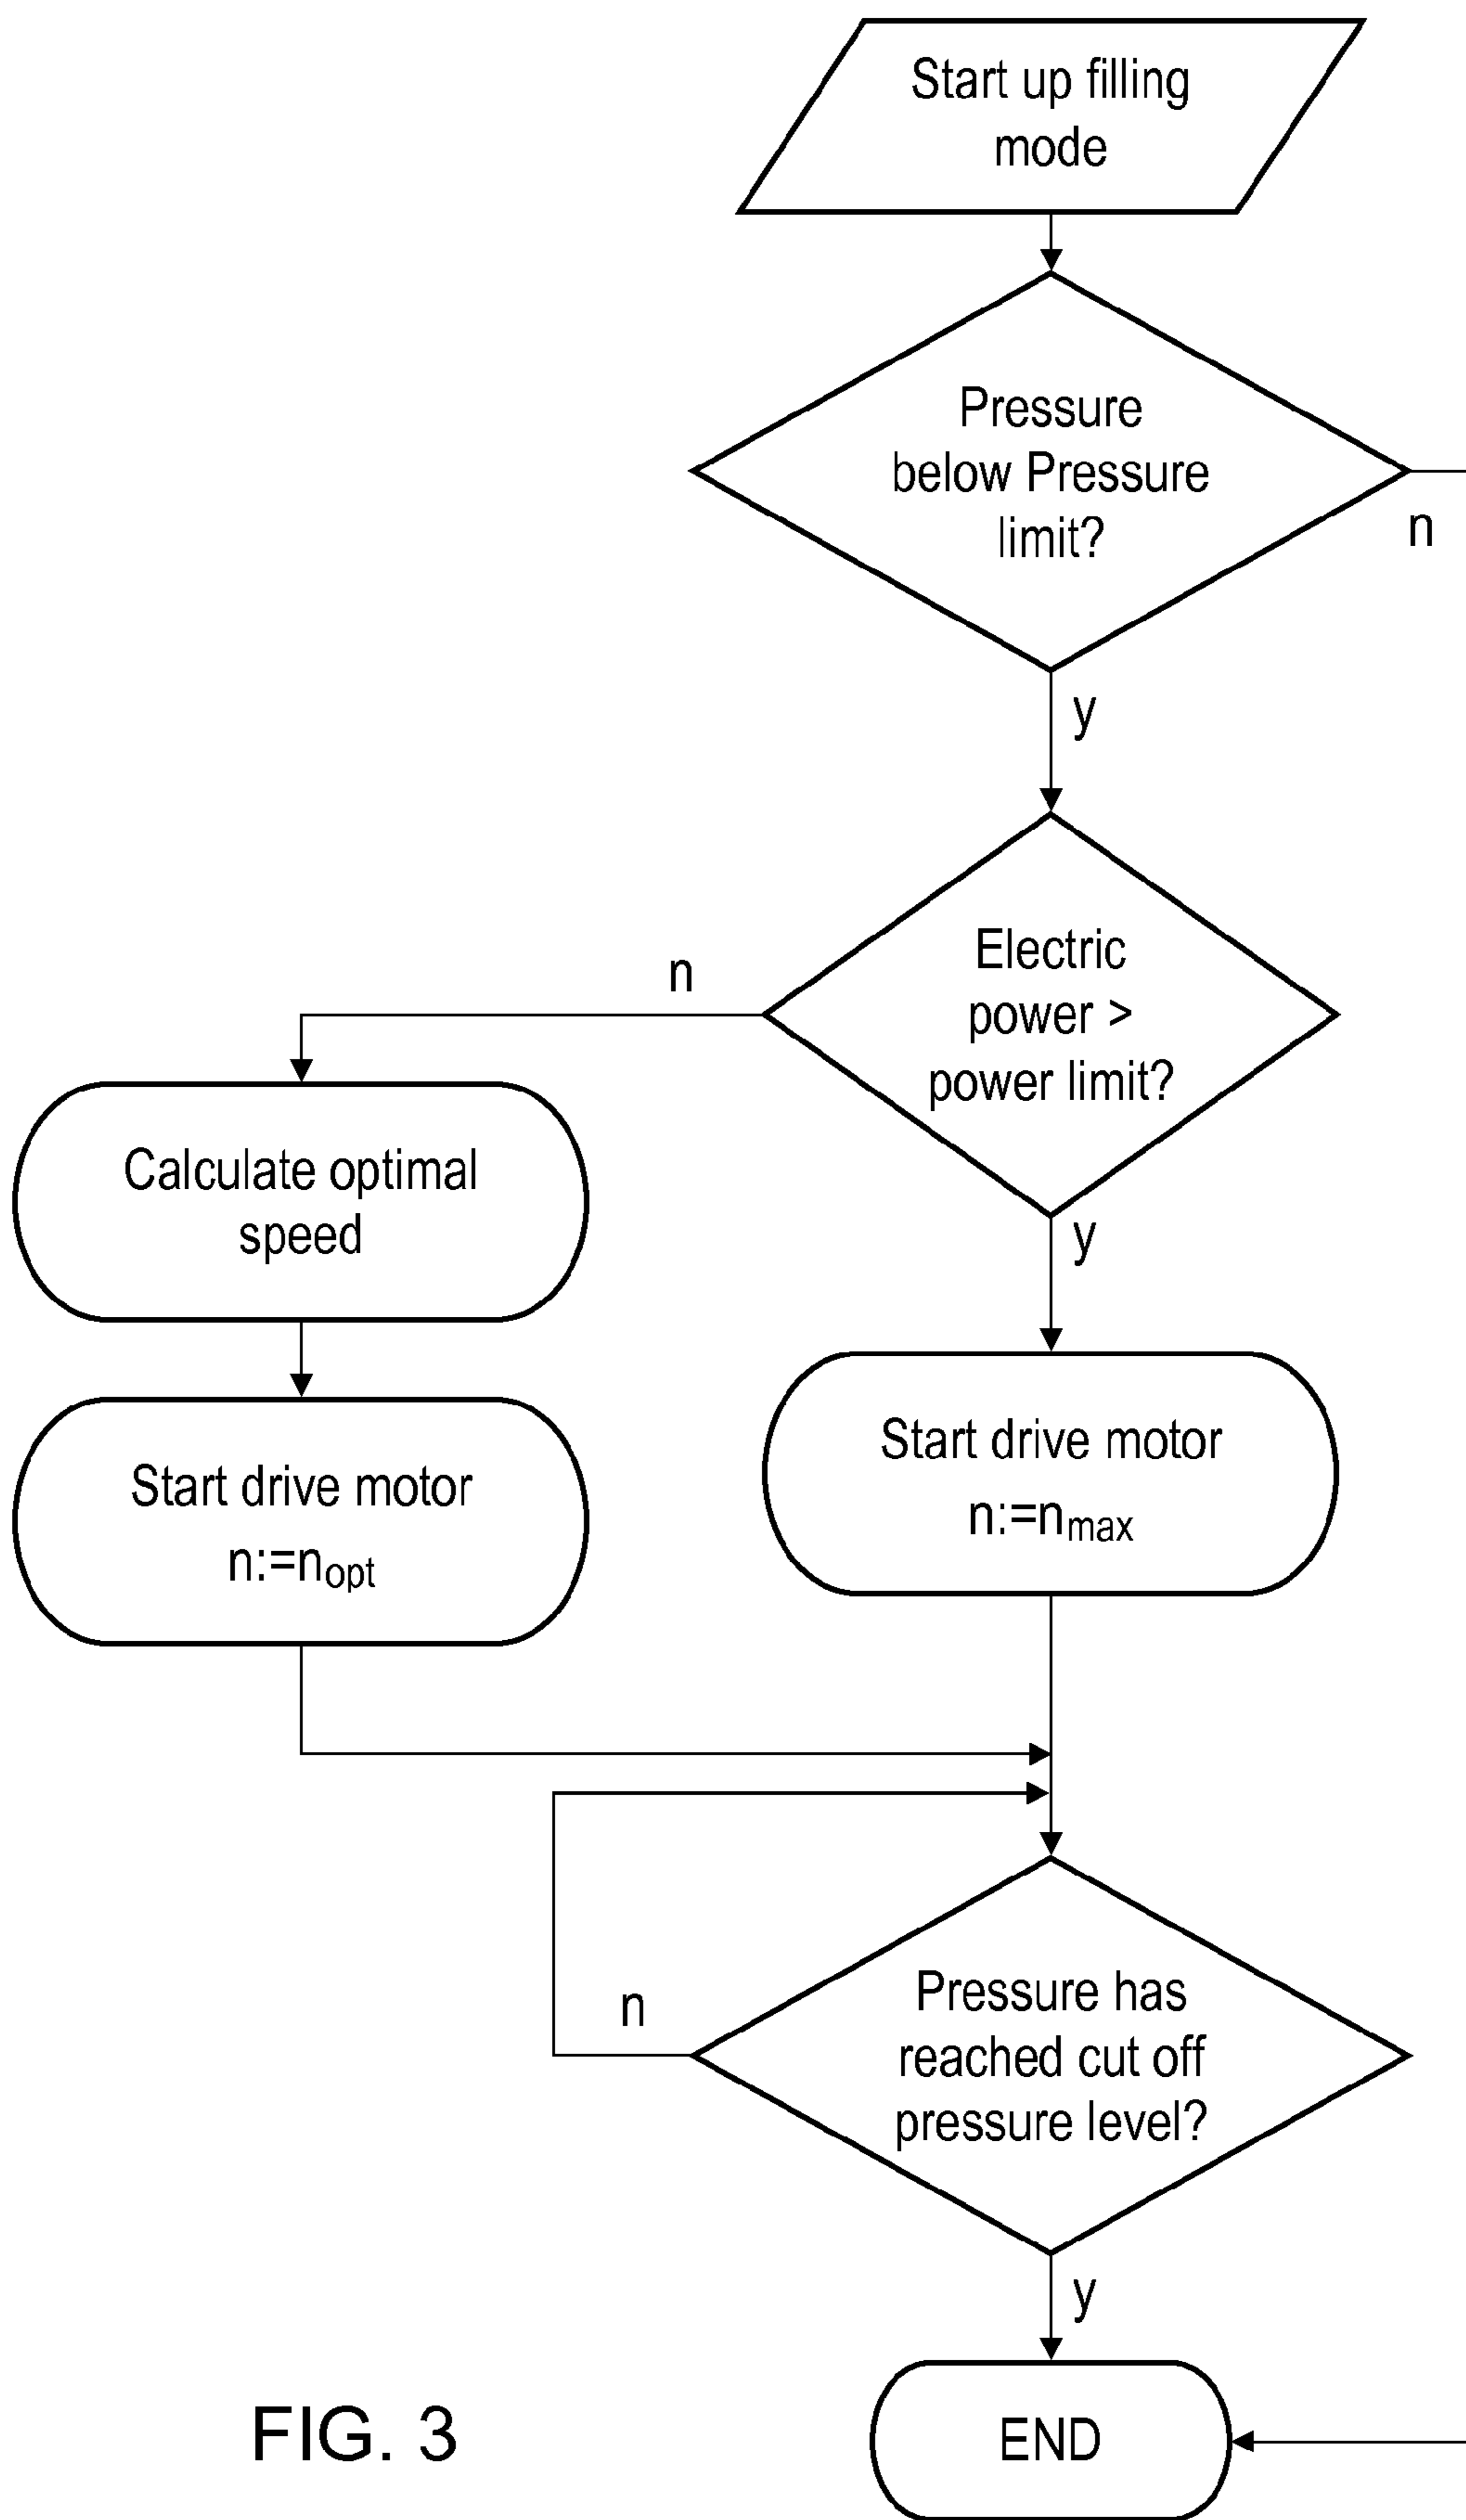 Start up filling
mode
Pressure
below Pressure
limit?
n
y
Electric
power >
power limit?
n
y
Calculate optimal
speed
Start drive motor
n:=nopt
Start drive motor
n:=nmax
Pressure has
reached cut off
pressure level?
n
y
END
FIG. 3